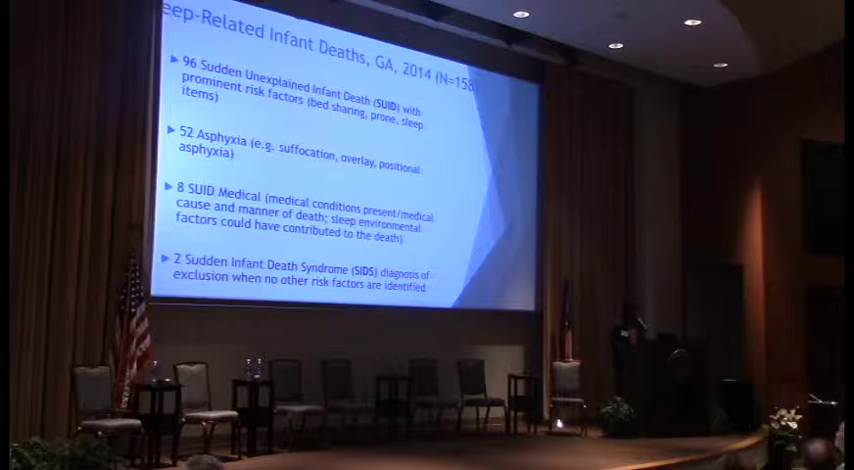 eep-Related Infant Deaths, GA, 2014 (N=158)
96 Sudden Unexplained Infant Death (SUID) with
prominent risk factors (bed sharing, prone, sleep
items)
52 Asphyxia (e.g. suffocation, overlay, positional
asphyxia)
8 SUID Medical (medical conditions present/medical
cause and manner of death; sleep environmental
factors could have contributed to the death)
2 Sudden Infant Death Syndrome (SIDS) diagnosis of
exclusion when no other risk factors are identified.